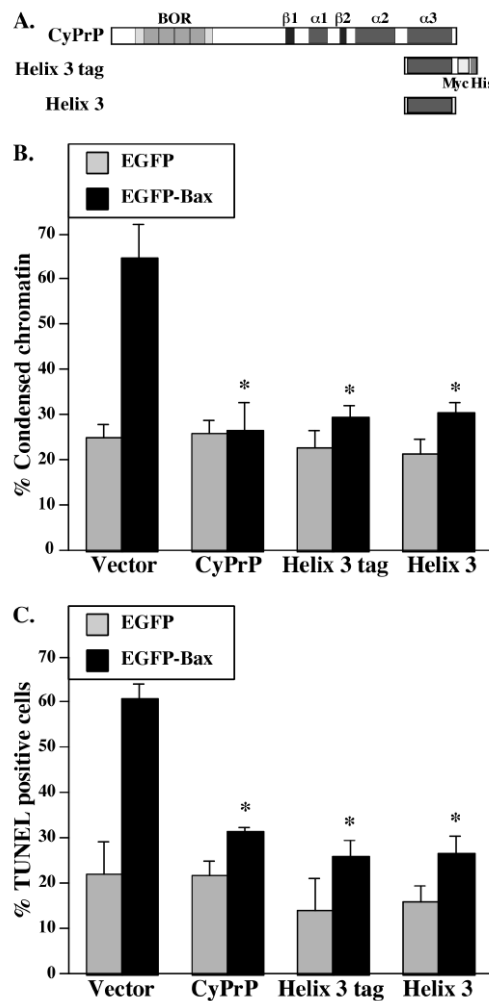 A.
BOR β1 α1 β2 α2 α3
CyPrP
Helix 3 tag
Myc His
Helix 3
B.
EGFP
EGFP-Bax
% Condensed chromatin
70
60
50
40
30
20
10
0
* * *
Vector CyPrP Helix 3 tag Helix 3
C.
EGFP
EGFP-Bax
% TUNEL positive cells
70
60
50
40
30
20
10
0
* * *
Vector CyPrP Helix 3 tag Helix 3